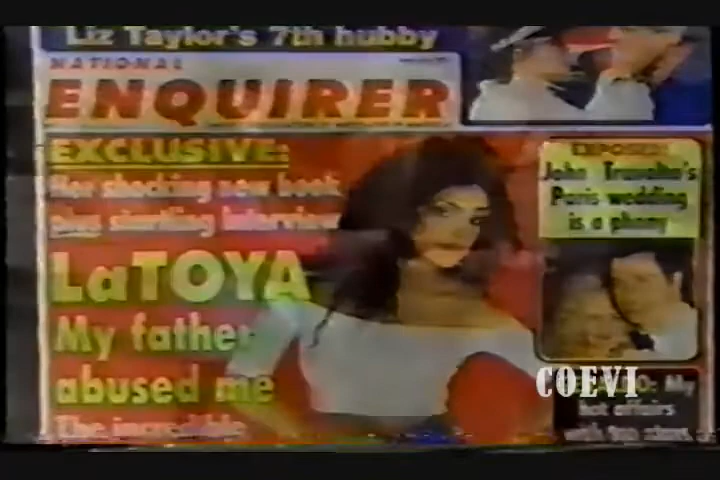 Liz Taylor's 7th hubby
NATIONAL
ENQUIRER
EXCLUSIVE:
Her shocking new book
plus startling interview
LaTOYA
My father
abused me
The incredible
EXPOSED:
John Travolta's
Paris wedding
is a phony
COEVI
My
hot affairs
with
stars